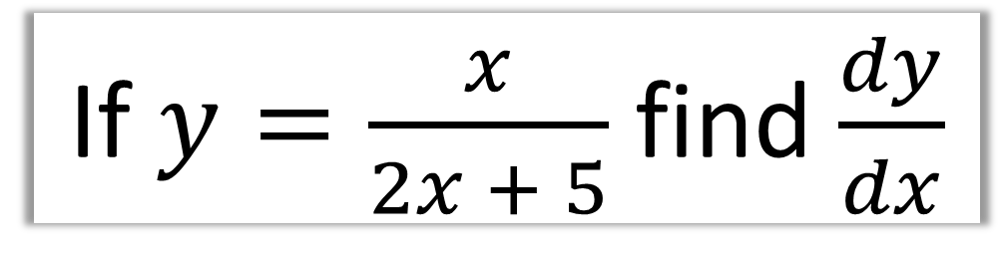 If y = x/(2x + 5) find dy/dx